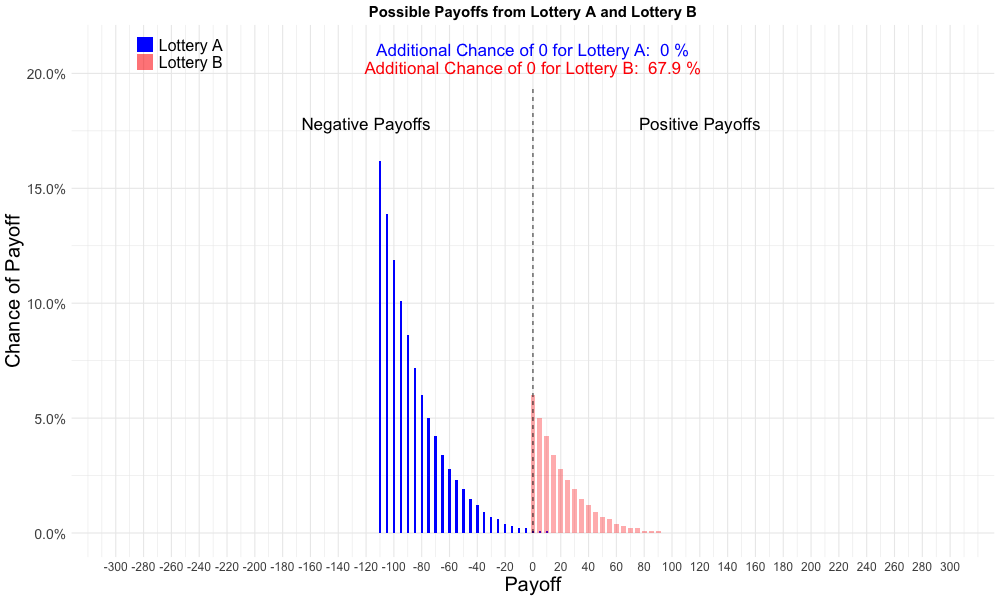 Possible Payoffs from Lottery A and Lottery B
Lottery A
Lottery B
Additional Chance of 0 for Lottery A:  0 %
Additional Chance of 0 for Lottery B:  67.9 %
Negative Payoffs
Positive Payoffs
Chance of Payoff
20.0%
15.0%
10.0%
5.0%
0.0%
-300 -280 -260 -240 -220 -200 -180 -160 -140 -120 -100 -80 -60 -40 -20 0 20 40 60 80 100 120 140 160 180 200 220 240 260 280 300
Payoff